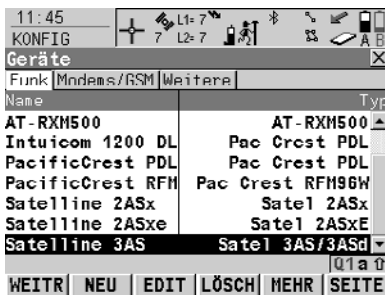 11:45 L1= 7
KONFIG 7 L2= 7 A B
Geräte X
Funk Modems/GSM Weitere
Name Typ
AT-RXM500 AT-RXM500
Intuicom 1200 DL Pac Crest PDL
PacificCrest PDL Pac Crest PDL
PacificCrest RFM Pac Crest RFM96W
Satelline 2ASx Satel 2ASx
Satelline 2ASxe Satel 2ASxE
Satelline 3AS Satel 3AS/3ASd
Q1 a
WEITR NEU EDIT LÖSCH MEHR SEITE